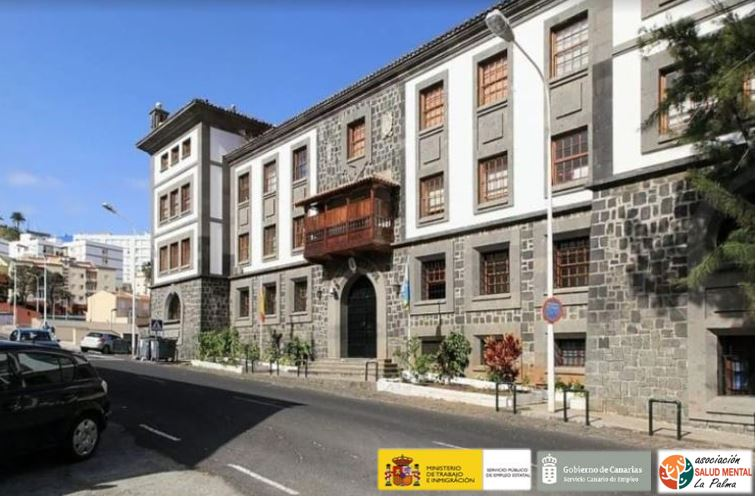 MINISTERIO
DE TRABAJO
E INMIGRACIÓN
SERVICIO PÚBLICO
DE EMPLEO ESTATAL
Gobierno de Canarias
Servicio Canario de Empleo
asociación
SALUD MENTAL
La Palma